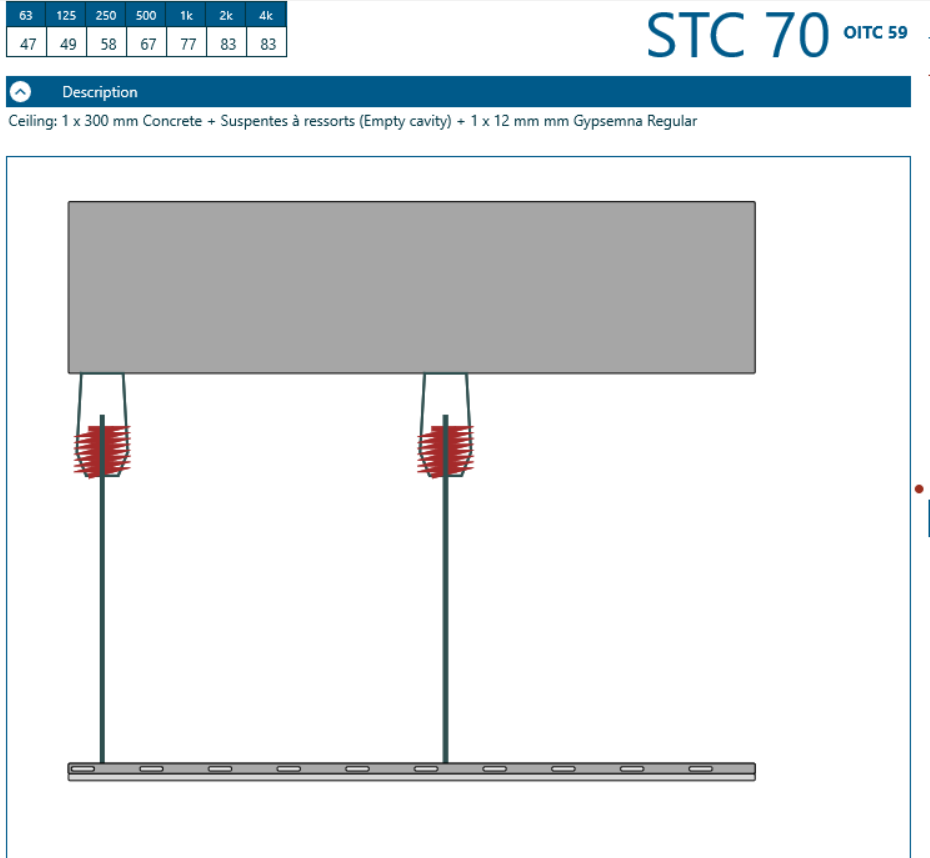 63 125 250 500 1k 2k 4k
47 49 58 67 77 83 83
STC 70 OITC 59
Description
Ceiling: 1 x 300 mm Concrete + Suspentes à ressorts (Empty cavity) + 1 x 12 mm mm Gypsemna Regular